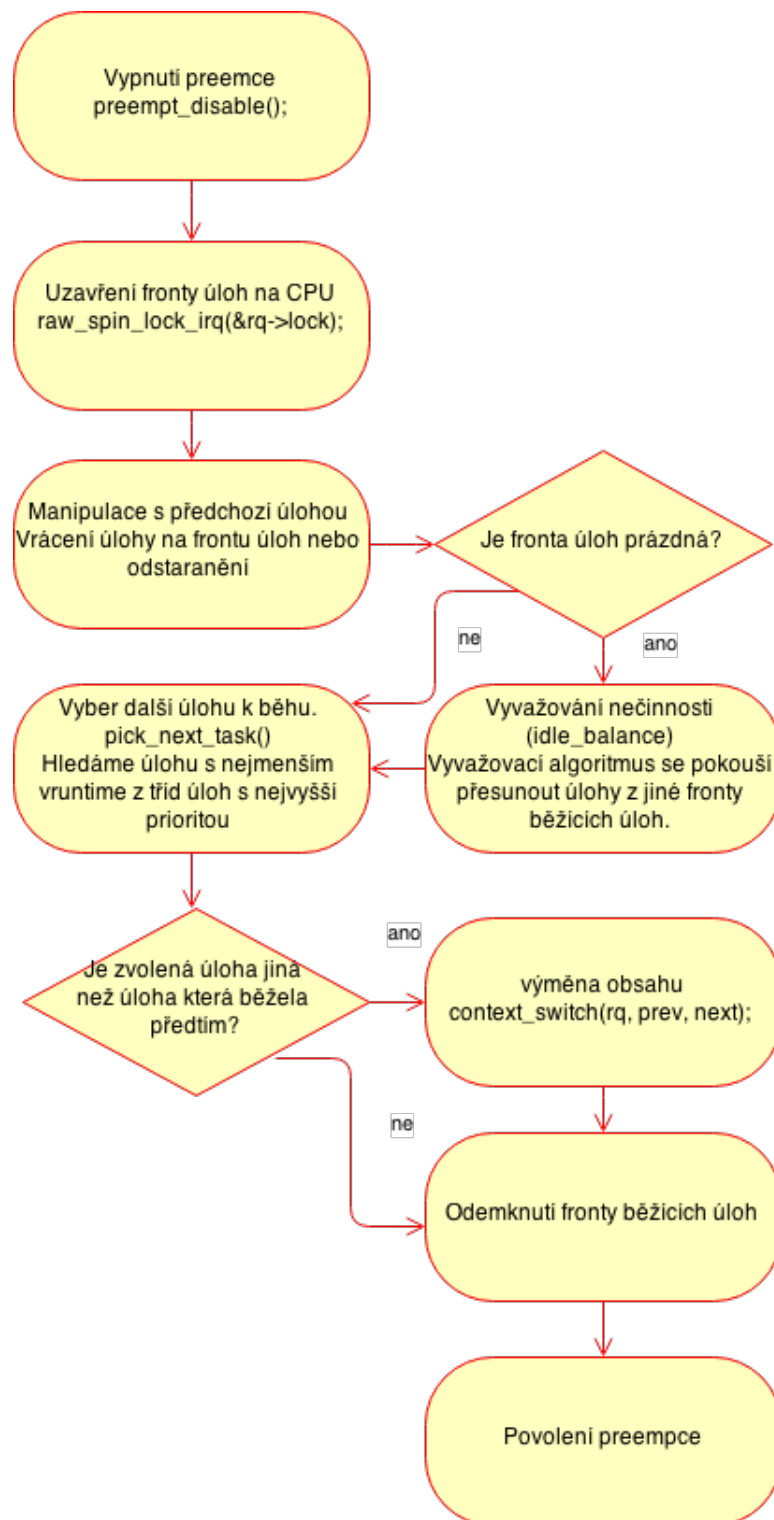 Vypnutí preemce
preempt_disable();
Uzavření fronty úloh na CPU
raw_spin_lock_irq(&rq->lock);
Manipulace s předchozí úlohou
Vrácení úlohy na frontu úloh nebo
odstaranění
Je fronta úloh prázdná?
ne
ano
Vyber další úlohu k běhu.
pick_next_task()
Hledáme úlohu s nejmenším
vruntime z tříd úloh s nejvyšší
prioritou
Vyvažování nečinnosti
(idle_balance)
Vyvažovací algoritmus se pokouší
přesunout úlohy z jiné fronty
běžících úloh.
Je zvolená úloha jiná
než úloha která běžela
předtím?
ano
výměna obsahu
context_switch(rq, prev, next);
ne
Odemknutí fronty běžících úloh
Povolení preempce